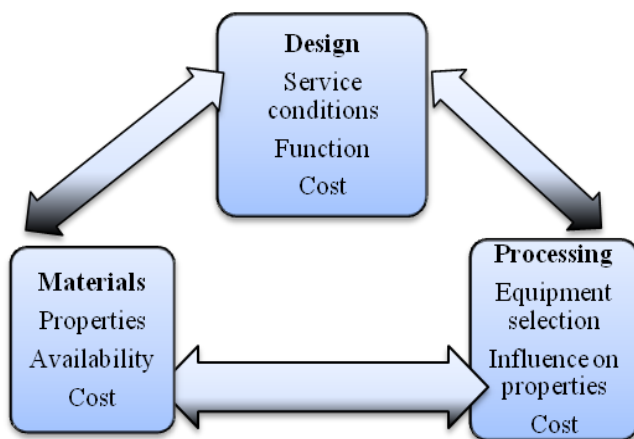 Design
Service
conditions
Function
Cost
Materials
Properties
Availability
Cost
Processing
Equipment
selection
Influence on
properties
Cost